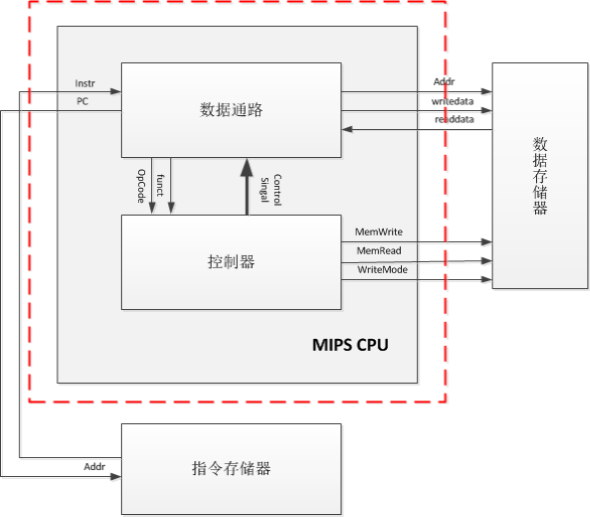 Instr
PC
数据通路
Addr
writedata
readdata
数据存储器
OpCode
funct
Control
Singal
控制器
MemWrite
MemRead
WriteMode
MIPS CPU
Addr
指令存储器